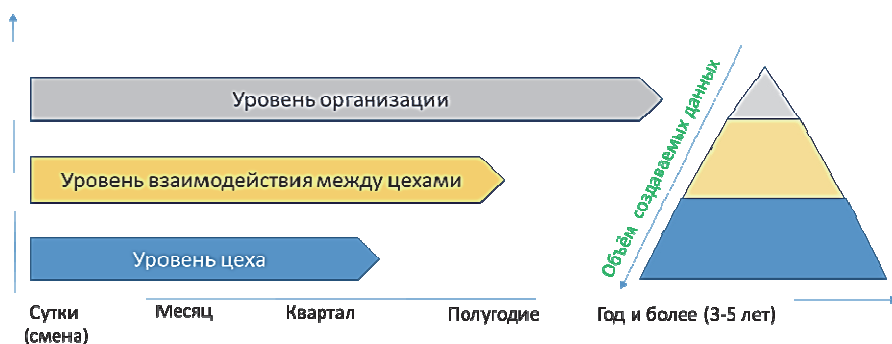 Уровень организации
Уровень взаимодействия между цехами
Уровень цеха
Объём создаваемых данных
Сутки
(смена)
Месяц
Квартал
Полугодие
Год и более (3-5 лет)